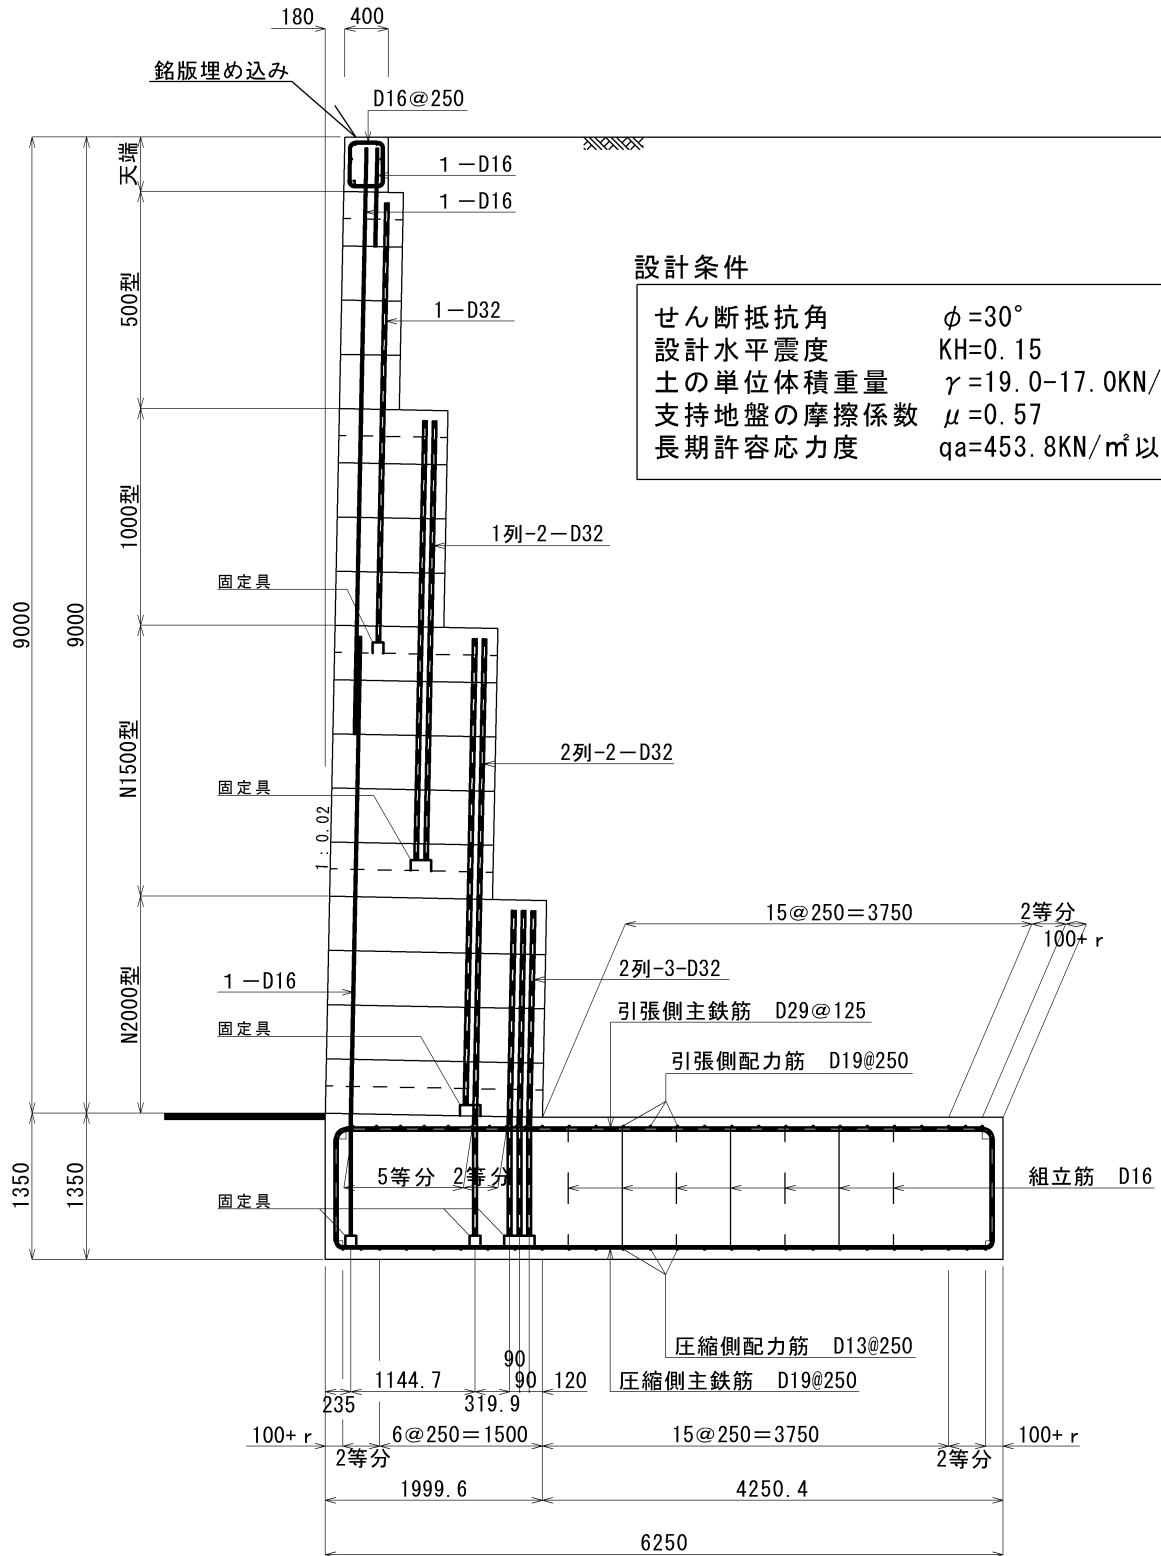 180
400
銘版埋め込み
D16@250
天端
1-D16
1-D16
500型
1-D32
設計条件
せん断抵抗角 φ=30°
設計水平震度 KH=0.15
土の単位体積重量 γ=19.0-17.0KN/
支持地盤の摩擦係数 μ=0.57
長期許容応力度 qa=453.8KN/㎡以
1000型
1列-2-D32
固定具
9000
9000
N1500型
2列-2-D32
固定具
1:0.02
15@250=3750
2等分
100+r
N2000型
2列-3-D32
1-D16
引張側主鉄筋 D29@125
固定具
引張側配力筋 D19@250
1350
1350
5等分
2等分
組立筋 D16
固定具
圧縮側配力筋 D13@250
圧縮側主鉄筋 D19@250
235
1144.7
319.9
90
90
120
100+r
2等分
6@250=1500
15@250=3750
2等分
100+r
1999.6
4250.4
6250